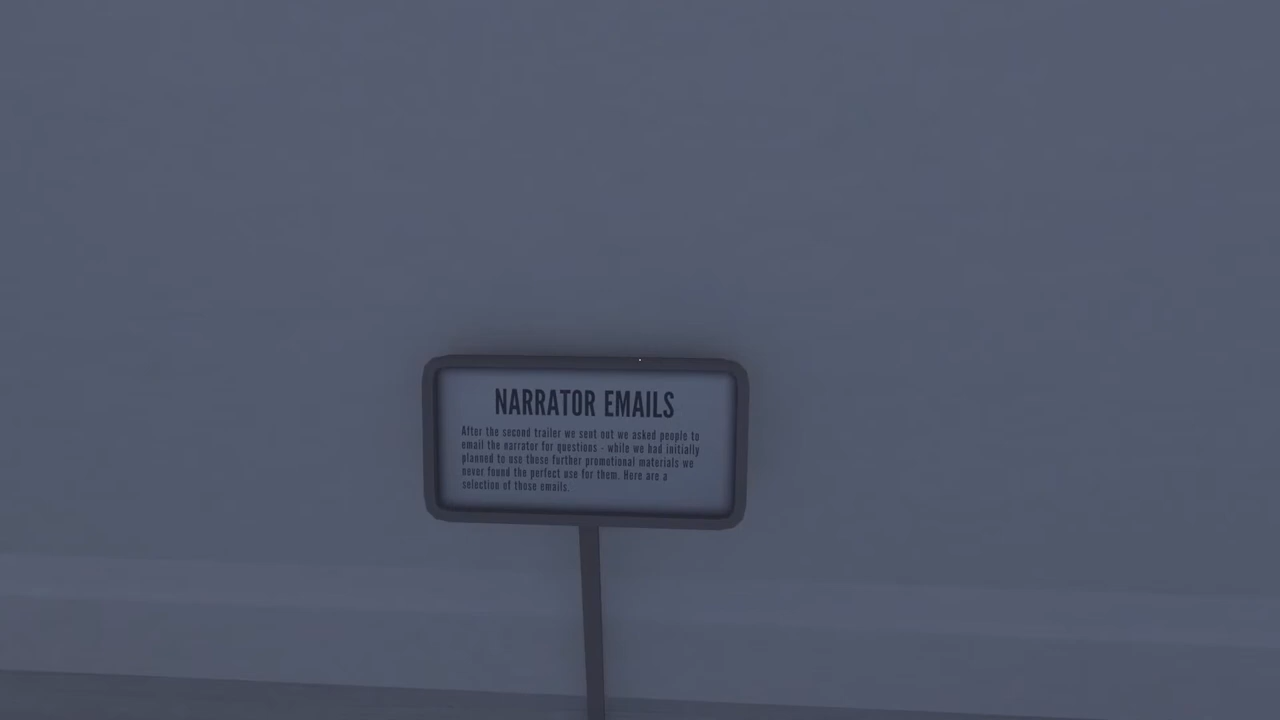 NARRATOR EMAILS
After the second trailer we sent out we asked people to
email the narrator for questions - while we had initially
planned to use these further promotional materials we
never found the perfect use for them. Here are a
selection of those emails.